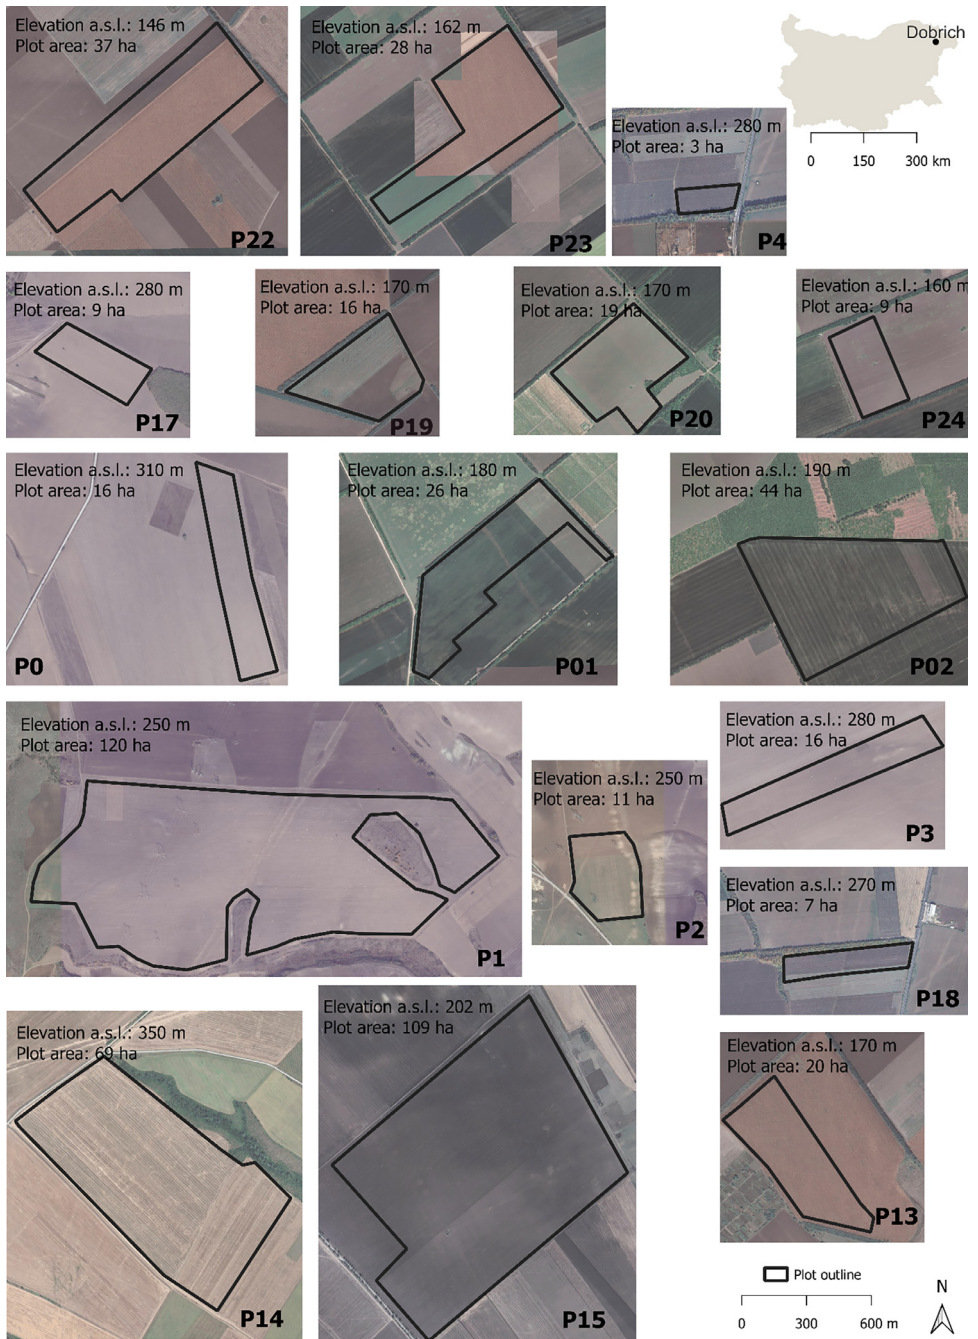 Elevation a.s.l.: 146 m
Plot area: 37 ha
P22
Elevation a.s.l.: 162 m
Plot area: 28 ha
P23
Elevation a.s.l.: 280 m
Plot area: 3 ha
P4
Dobrich
0 150 300 km
Elevation a.s.l.: 280 m
Plot area: 9 ha
P17
Elevation a.s.l.: 170 m
Plot area: 16 ha
P19
Elevation a.s.l.: 170 m
Plot area: 19 ha
P20
Elevation a.s.l.: 160 m
Plot area: 9 ha
P24
Elevation a.s.l.: 310 m
Plot area: 16 ha
P0
Elevation a.s.l.: 180 m
Plot area: 26 ha
P01
Elevation a.s.l.: 190 m
Plot area: 44 ha
P02
Elevation a.s.l.: 250 m
Plot area: 120 ha
P1
Elevation a.s.l.: 250 m
Plot area: 11 ha
P2
Elevation a.s.l.: 280 m
Plot area: 16 ha
P3
Elevation a.s.l.: 270 m
Plot area: 7 ha
P18
Elevation a.s.l.: 350 m
Plot area: 69 ha
P14
Elevation a.s.l.: 202 m
Plot area: 109 ha
P15
Elevation a.s.l.: 170 m
Plot area: 20 ha
P13
Plot outline
0 300 600 m
N